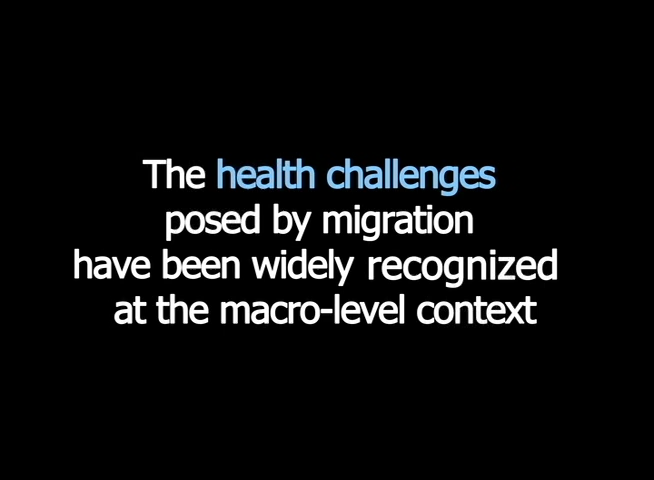 The health challenges
posed by migration
have been widely recognized
at the macro-level context